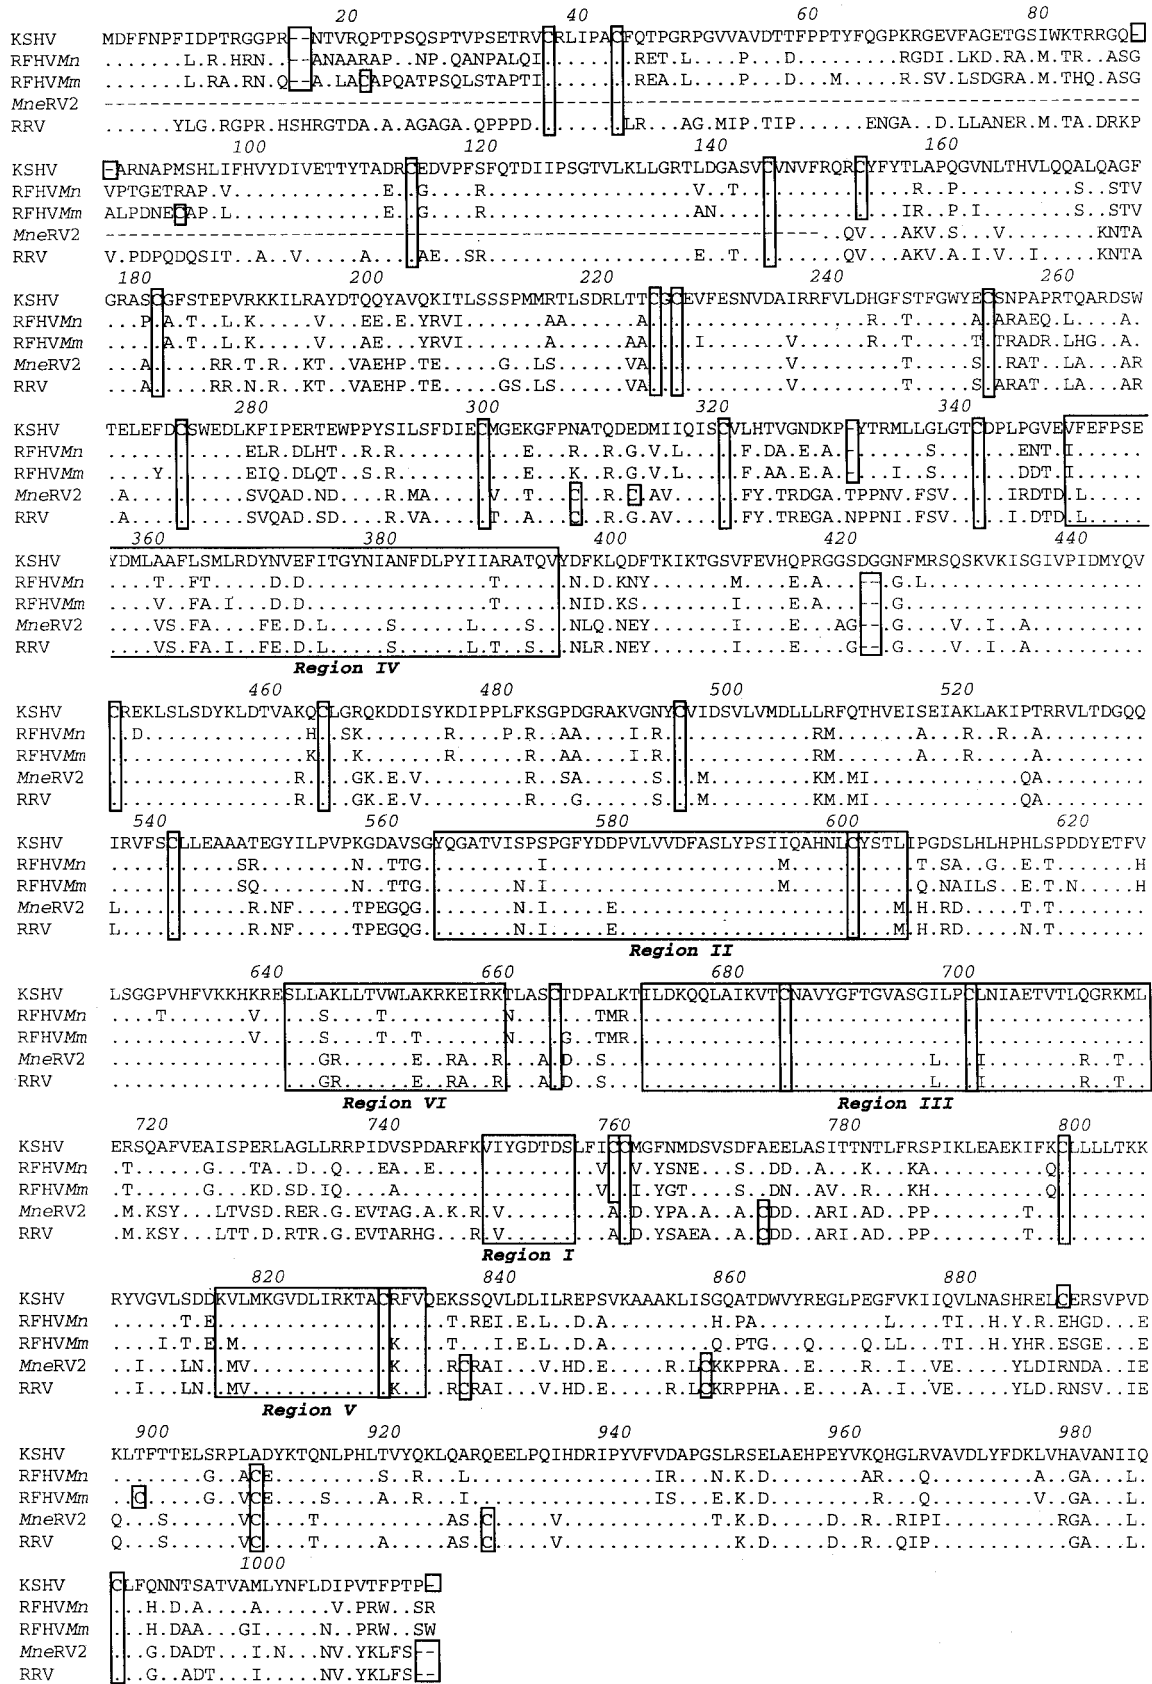 20 40 60 80
KSHV MDFFNPFIDPTRGGPR--NTVRQPTPSQSPTVPSETRVCRLIPACFQTPGRPGVVAVDTTFPPTYFQGPKRGEVFAGETGSIWKTRRGQ-
RFHVMn .......L.R.HRN..--ANAARAP..NP.QANPALQI........RET.L....P...D.........RGDI.LKD.RA.M.TR..ASG
RFHVMm .......L.RA.RN.Q--A.LACAPQATPSQLSTAPTI........REA.L....P...D...M.....R.SV.LSDGRA.M.THQ.ASG
MneRV2 ------------------------------------------------------------------------------------------
RRV ......YLG.RGPR.HSHRGTDA.A.AGAGA.QPPPD.......LR...AG.MIP.TIP......ENGA..D.LLANER.M.TA.DRKP
100 120 140 160
KSHV -ARNAPMSHLIFHVYDIVETTYTADRCEDVPFSFQTDIIPSGTVLKLLGRTLDGASVCVNVFRQRCYFYTLAPQGVNLTHVLQQALQAGF
RFHVMn VPTGETRAP.V.............E..G....R..................V..T.............R..P..........S..STV
RFHVMm ALPDNECAP.L.............E..G....R..................AN...............IR..P.I........S..STV
MneRV2 --------------------------------------------------------------..QV...AKV..S...V........KNTA
RRV V.PDPQDQSIT..A..V.....A....AE...SR.................E..T.........QV...AKV..A.I..V..I.....KNTA
180 200 220 240 260
KSHV GRASCGFSTEPVRKKILRAYDTQQYAVQKITLSSSPMMRTLSDRLTTCGCEVFESNVDAIRRFVLDHGFSTFGWYECSNPAPRTQARDSW
RFHVMn ...P.A.T..L.K.....V...EE.E.YRVI.......AA......A...................R..T.....A.ARAEQ.L....A.
RFHVMm .....A.T..L.K.....V...EE...YRVI.......A......AA...I.......V......R..T.....T.TRADR.LHG..A.
MneRV2 ...A.....RR.T.R..KT..VAEHP.TE.....G..LS.....VA............V.........T.....S..RAT..LA...AR
RRV ...A.....RR.N.R..KT..VAEHP.TE.....GS.LS.....VA............V.........T.....S.ARAT..LA...AR
280 300 320 340
KSHV TELEFDCSWEDLKFIPERTEWPPYSILSFDIECMGEKGFPNATQDEDMIIQISCVLHTVGNDKP-YTRMLLGLGTCDPLPGVEVFEFPSE
RFHVMn ............ELR.DLHT..R.R...........E...R..R.G.V.L.....F.DA.E.A.-......S.......ENT.I......
RFHVMm ....Y.......EIQ.DLQT..S.R...........E...K..R.G.V.L.....F.AA.E.A.-...I..S.......DDT.I......
MneRV2 .A..........SVQAD.ND....R.MA......V..T...C..R.C.AV......FY.TRDGA.TPPNV.FSV.....IRDTD.L.....
RRV .A..........SVQAD.SD....R.VA......A..A...C..R.G.AV......FY.TREGA.NPPNI.FSV.....I.DTD.L.....
360 380 400 420 440
KSHV YDMLAAFLSMLRDYNVEFITGYNIANFDLPYIIARATQVYDFKLQDFTKIKTGSVFEVHQPRGGSDGGNFMRSQSKVKISGIVPIDMYQV
RFHVMn ....T..FT.....D.D................T......N.D.KNY.......M....E.A....--.G.L..................
RFHVMm ....V..FA.I...D.D................T......NID.KS........I....E.A....--.G....................
MneRV2 ....VS.FA....FE.D.L.....S......L....S...NLQ.NEY.......I....E...AG--.G.....V..I..A.........
RRV ....VS.FA.I..FE.D.L.....S......L.T..S...NLR.NEY.......I....E...G.--.G.....V..I..A.........
Region IV
460 480 500 520
KSHV CREKLSLSDYKLDTVAKQCLGRQKDDISYKDIPPLFKSGPDGRAKVGNYCVIDSVLVMDLLLRFQTHVEISEIAKLAKIPTRRVLTDGQQ
RFHVMn ..D..............H..SK.......R....P.R..AA....I.R............RM.......A...R..R..A.........
RFHVMm .................K..K........R......R..AA....I.R............RM.......A...R.....A.........
MneRV2 ................R....GK.E.V.........R..SA......S...M.........KM.MI.............QA.........
RRV ................R....GK.E.V.........R...G......S...M.........KM.MI.............QA.........
540 560 580 600 620
KSHV IRVFSCLLEAAATEGYILPVPKGDAVSGYQGATVISPSPGFYDDPVLVVDFASLYPSIIQAHNLCYSTLIPGDSLHLHPHLSPDDYETFV
RFHVMn ...........SR........N..TTG.........I....................M...........T.SA..G..E.T.......H
RFHVMm ...........SQ........N..TTG.......N.I....................M...........Q.NAILS..E.T.N.....H
MneRV2 L...........R.NF.....TPEGQG.......N.I.....E.......................M.H.RD....T.T.........
RRV L...........R.NF.....TPEGQG.......N.I.....E.......................M.H.RD....N.T.........
Region II
640 660 680 700
KSHV LSGGPVHFVKKHKRESLLAKLLTVWLAKRKEIRKTLASCTDPALKTILDKQQLAIKVTCNAVYGFTGVASGILPCLNIAETVTLQGRKML
RFHVMn ....T.......V.....S....T..........N.......TMR............................................
RFHVMm ............V.....S....T..T.......N....G..TMR............................................
MneRV2 ..................GR......E..RA..R...A.D..S............................L...I........R..T..
RRV ..................GR......E..RA..R...A.D..S............................L...I........R..T..
Region VI Region III
720 740 760 780 800
KSHV ERSQAFVEAISPERLAGLLRRPIDVSPDARFKVIYGDTDSLFICCMGFNMDSVSDFAEELASITTNTLFRSPIKLEAEKIFKCLLLLTKK
RFHVMn .T......G...TA..D..Q...EA...E..............V..V.YSNE...S..DD..A...K...KA..........Q........
RFHVMm .T......G...KD.SD.IQ....A..................V..I.YGT....S..DN..AV..R...KH..........Q........
MneRV2 .M.KSY...LTVSD.RER.G.EVTAG.A.K.R.V.........A.D.YPA.A..A.CDD..ARI.AD..PP........T..........
RRV .M.KSY...LTT.D.RTR.G.EVTARHG...R.V.........A.D.YSAEA..A.CDD..ARI.AD..PP........T..........
Region I
820 840 860 880
KSHV RYVGVLSDDKVLMKGVDLIRKTACRFVQEKSSQVLDLILREPSVKAAAKLISGQATDWVYREGLPEGFVKIIQVLNASHRELCERSVPVD
RFHVMn ......T.E....................T.REI.E.L..D.A.........H.PA...........L....TI..H.Y.R.EHGD...E
RFHVMm ....I.T.E.M.............K....T...I.E.L..D.A.........Q.PTG...Q....Q.LL...TI..H.YHR.ESGE...E
MneRV2 ..I...LN..MV............K.....RCRAI...V.HD.E.....R.LCKKPPRA..E....R..I..VE.....YLDIRNDA..IE
RRV ..I...LN..MV............K.....RCRAI...V.HD.E.....R.LCKRPPHA..E....A..I..VE.....YLD.RNSV..IE
Region V
900 920 940 960 980
KSHV KLTFTTELSRPLADYKTQNLPHLTVYQKLQARQEELPQIHDRIPYVFVDAPGSLRSELAEHPEYVKQHGLRVAVDLYFDKLVHAVANIIQ
RFHVMn ........G..ACE.........S..R...L................IR...N.K.D........AR...Q.........A..GA...L.
RFHVMm ..C.....G..VCE....S....A..R...I................IS...E.K.D.........R...Q.........V..GA...L.
MneRV2 Q...S......VC....T.........AS.C.....V.............T.K.D.....D..R..RIPI..........RGA...L.
RRV Q...S......VC....T.....A...AS.C.....V...............K.D.....D..R..QIP............GA...L.
1000
KSHV CLFQNNTSATVAMLYNFLDIPVTFPTP-
RFHVMn ...H.D.A....A......V.PRW..SR
RFHVMm ...H.DAA...GI.....N..PRW..SW
MneRV2 ...G.DADT...I.N...NV.YKLFS--
RRV ...G..ADT...I.....NV.YKLFS--